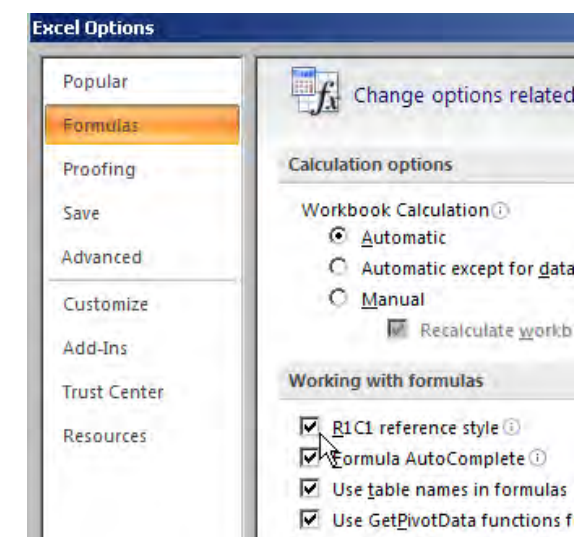 Excel Options
Popular
Formulas
Proofing
Save
Advanced
Customize
Add-Ins
Trust Center
Resources
fx Change options related
Calculation options
Workbook Calculation
Automatic
Automatic except for data
Manual
Recalculate workb
Working with formulas
R1C1 reference style
Formula AutoComplete
Use table names in formulas
Use GetPivotData functions f